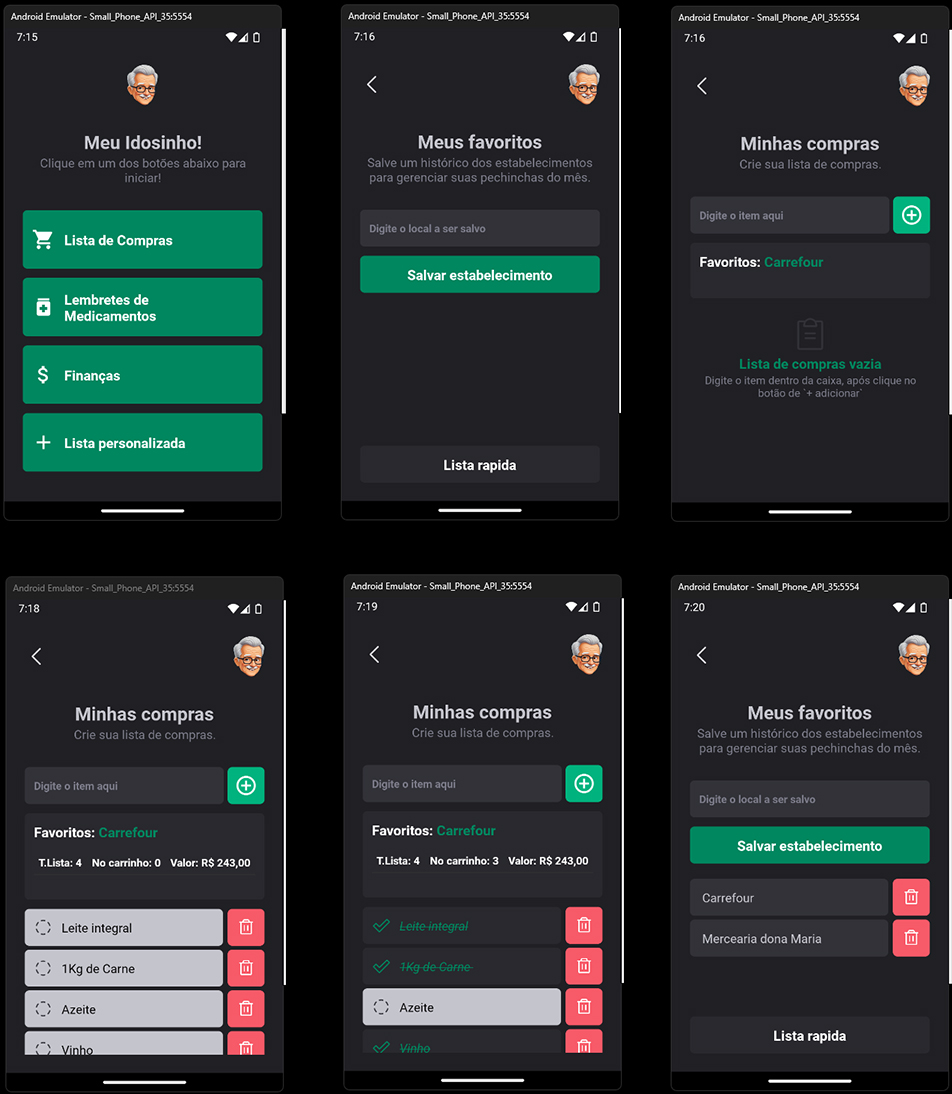 Android Emulator - Small_Phone_API_35:5554
7:15
Meu Idosinho!
Clique em um dos botões abaixo para
iniciar!
Lista de Compras
Lembretes de
Medicamentos
Finanças
Lista personalizada
Android Emulator - Small_Phone_API_35:5554
7:16
Meus favoritos
Salve um histórico dos estabelecimentos
para gerenciar suas pechinchas do mês.
Digite o local a ser salvo
Salvar estabelecimento
Lista rapida
Android Emulator - Small_Phone_API_35:5554
7:16
Minhas compras
Crie sua lista de compras.
Digite o item aqui
Favoritos: Carrefour
Lista de compras vazia
Digite o item dentro da caixa, após clique no
botão de `+ adicionar`
Android Emulator - Small_Phone_API_35:5554
7:18
Minhas compras
Crie sua lista de compras.
Digite o item aqui
Favoritos: Carrefour
T.Lista: 4 No carrinho: 0 Valor: R$ 243,00
Leite integral
1Kg de Carne
Azeite
Vinho
Android Emulator - Small_Phone_API_35:5554
7:19
Minhas compras
Crie sua lista de compras.
Digite o item aqui
Favoritos: Carrefour
T.Lista: 4 No carrinho: 3 Valor: R$ 243,00
Leite integral
1Kg de Carne
Azeite
Vinho
Android Emulator - Small_Phone_API_35:5554
7:20
Meus favoritos
Salve um histórico dos estabelecimentos
para gerenciar suas pechinchas do mês.
Digite o local a ser salvo
Salvar estabelecimento
Carrefour
Mercearia dona Maria
Lista rapida